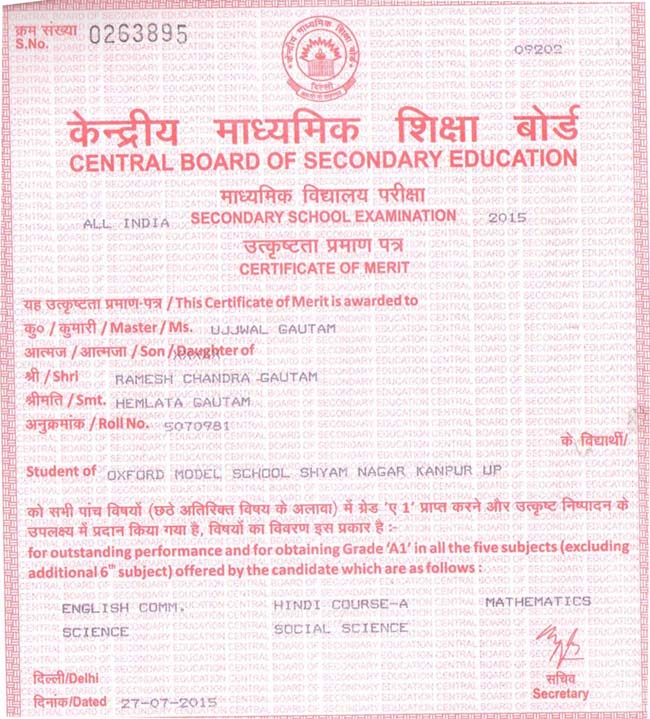 क्रम संख्या
S.No. 0263895
09202
केन्द्रीय माध्यमिक शिक्षा बोर्ड
CENTRAL BOARD OF SECONDARY EDUCATION
माध्यमिक विद्यालय परीक्षा
ALL INDIA SECONDARY SCHOOL EXAMINATION 2015
उत्कृष्टता प्रमाण पत्र
CERTIFICATE OF MERIT
यह उत्कृष्टता प्रमाण-पत्र / This Certificate of Merit is awarded to
कु० / कुमारी / Master / Ms. UJJWAL GAUTAM
आत्मज / आत्मजा / Son / Daughter of
श्री / Shri RAMESH CHANDRA GAUTAM
श्रीमति / Smt. HEMLATA GAUTAM
अनुक्रमांक / Roll No. 5070981
के विद्यार्थी/
Student of OXFORD MODEL SCHOOL SHYAM NAGAR KANPUR UP
को सभी पांच विषयों (छठे अतिरिक्त विषय के अलावा) में ग्रेड 'ए 1' प्राप्त करने और उत्कृष्ट निष्पादन के
उपलक्ष्य में प्रदान किया गया है, विषयों का विवरण इस प्रकार है :-
for outstanding performance and for obtaining Grade 'A1' in all the five subjects (excluding
additional 6th subject) offered by the candidate which are as follows :
ENGLISH COMM. HINDI COURSE-A MATHEMATICS
SCIENCE SOCIAL SCIENCE
दिल्ली/Delhi
सचिव
दिनांक/Dated 27-07-2015
Secretary